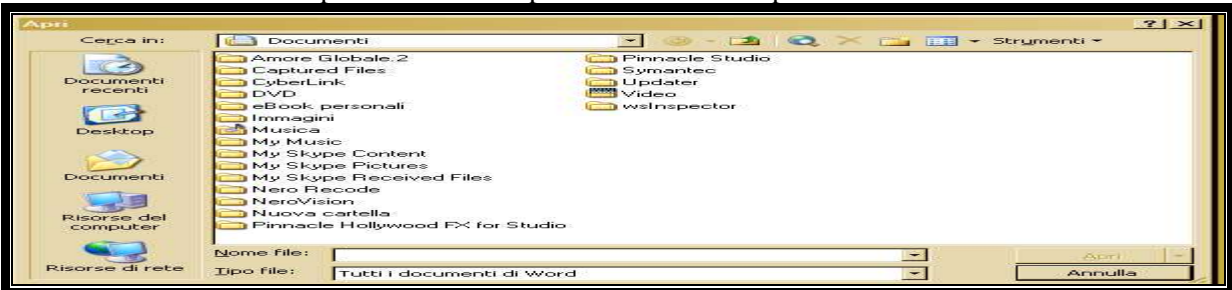 Apri
Cerca in:
Documenti
Strumenti
Documenti
recenti
Desktop
Documenti
Risorse del
computer
Risorse di rete
Amore Globale.2
Captured Files
CyberLink
DVD
eBook personali
Immagini
Musica
My Music
My Skype Content
My Skype Pictures
My Skype Received Files
Nero Recode
NeroVision
Nuova cartella
Pinnacle Hollywood FX for Studio
Pinnacle Studio
Symantec
Updater
Video
wsInspector
Nome file:
Tipo file:
Tutti i documenti di Word
Apri
Annulla